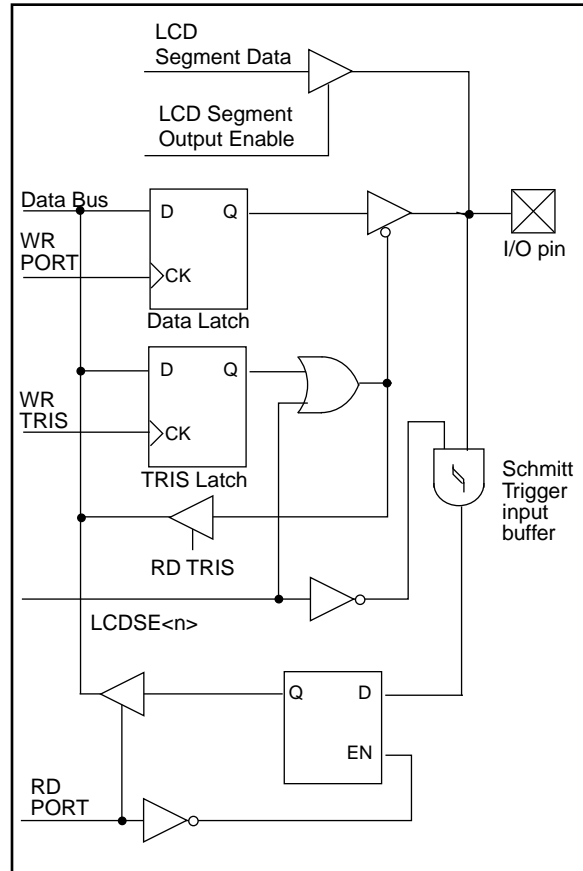 LCD
Segment Data
LCD Segment
Output Enable
Data Bus
D
Q
WR
PORT
CK
I/O pin
Data Latch
D
Q
WR
TRIS
CK
TRIS Latch
Schmitt
Trigger
input
buffer
RD TRIS
LCDSE<n>
Q
D
EN
RD
PORT